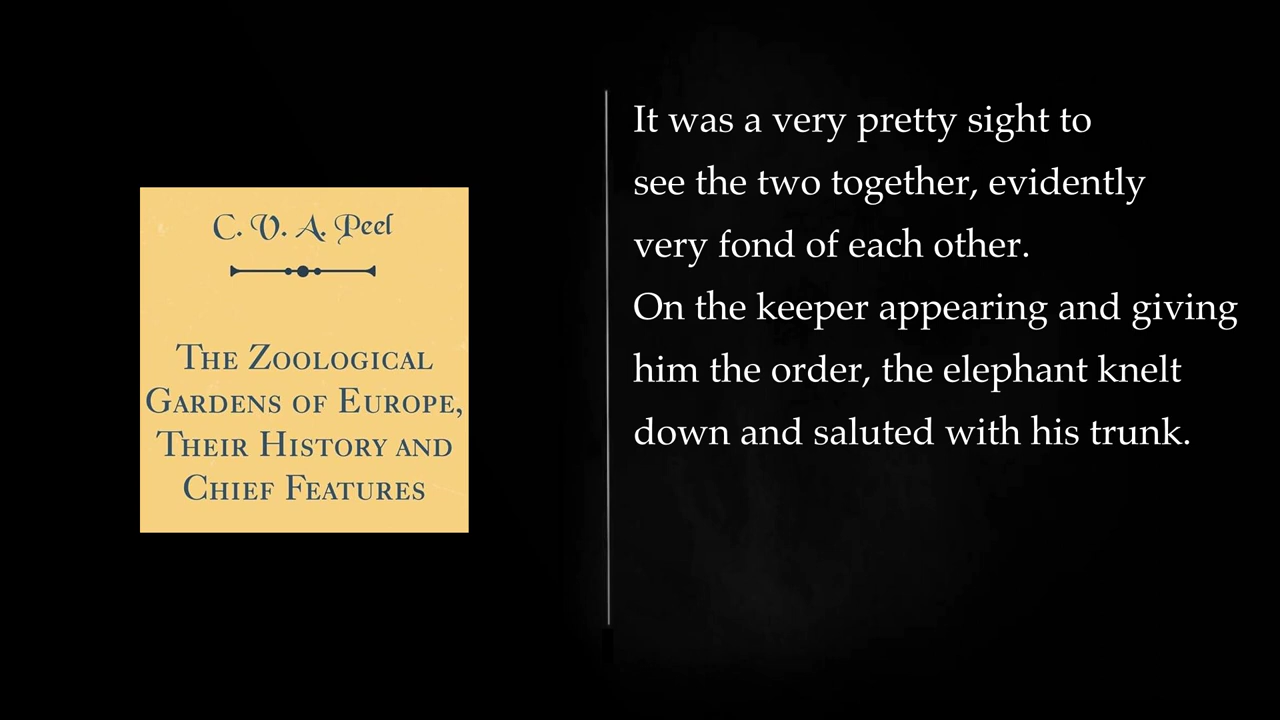 C. V. A. Peel
The Zoological
Gardens of Europe,
Their History and
Chief Features
It was a very pretty sight to
see the two together, evidently
very fond of each other.
On the keeper appearing and giving
him the order, the elephant knelt
down and saluted with his trunk.